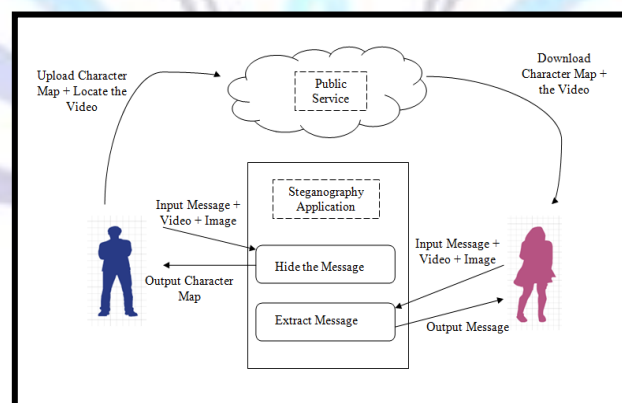 Upload Character
Map + Locate the
Video
Public
Service
Download
Character Map +
the Video
Steganography
Application
Input Message +
Video + Image
Hide the Message
Output Character
Map
Input Message +
Video + Image
Extract Message
Output Message